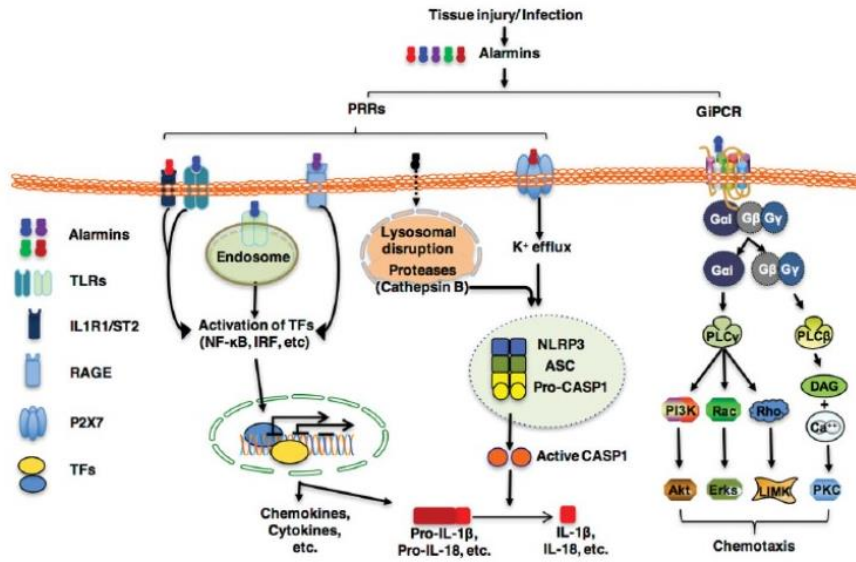 Tissue injury/Infection
Alarmins
PRRs
GiPCR
Alarmins
TLRs
IL1R1/ST2
RAGE
P2X7
TFs
Endosome
Activation of TFs
(NF-κB, IRF, etc)
Chemokines,
Cytokines,
etc.
Lysosomal
disruption
Proteases
(Cathepsin B)
K⁺ efflux
NLRP3
ASC
Pro-CASP1
Active CASP1
Pro-IL-1β,
Pro-IL-18, etc.
IL-1β,
IL-18, etc.
GαI Gβ Gγ
GαI Gβ Gγ
PLCγ PLCβ
DAG
+
Ca⁺⁺
PI3K Rac Rho
Akt Erks LIMK PKC
Chemotaxis